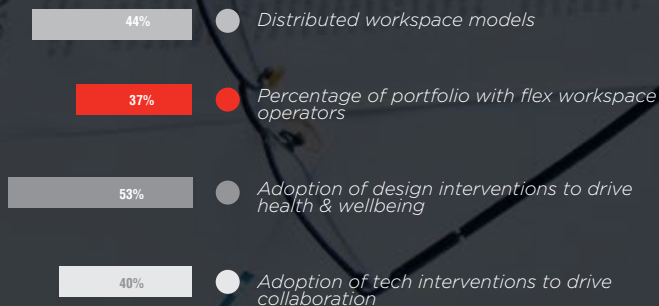 44%
Distributed workspace models
37%
Percentage of portfolio with flex workspace
operators
53%
Adoption of design interventions to drive
health & wellbeing
40%
Adoption of tech interventions to drive
collaboration